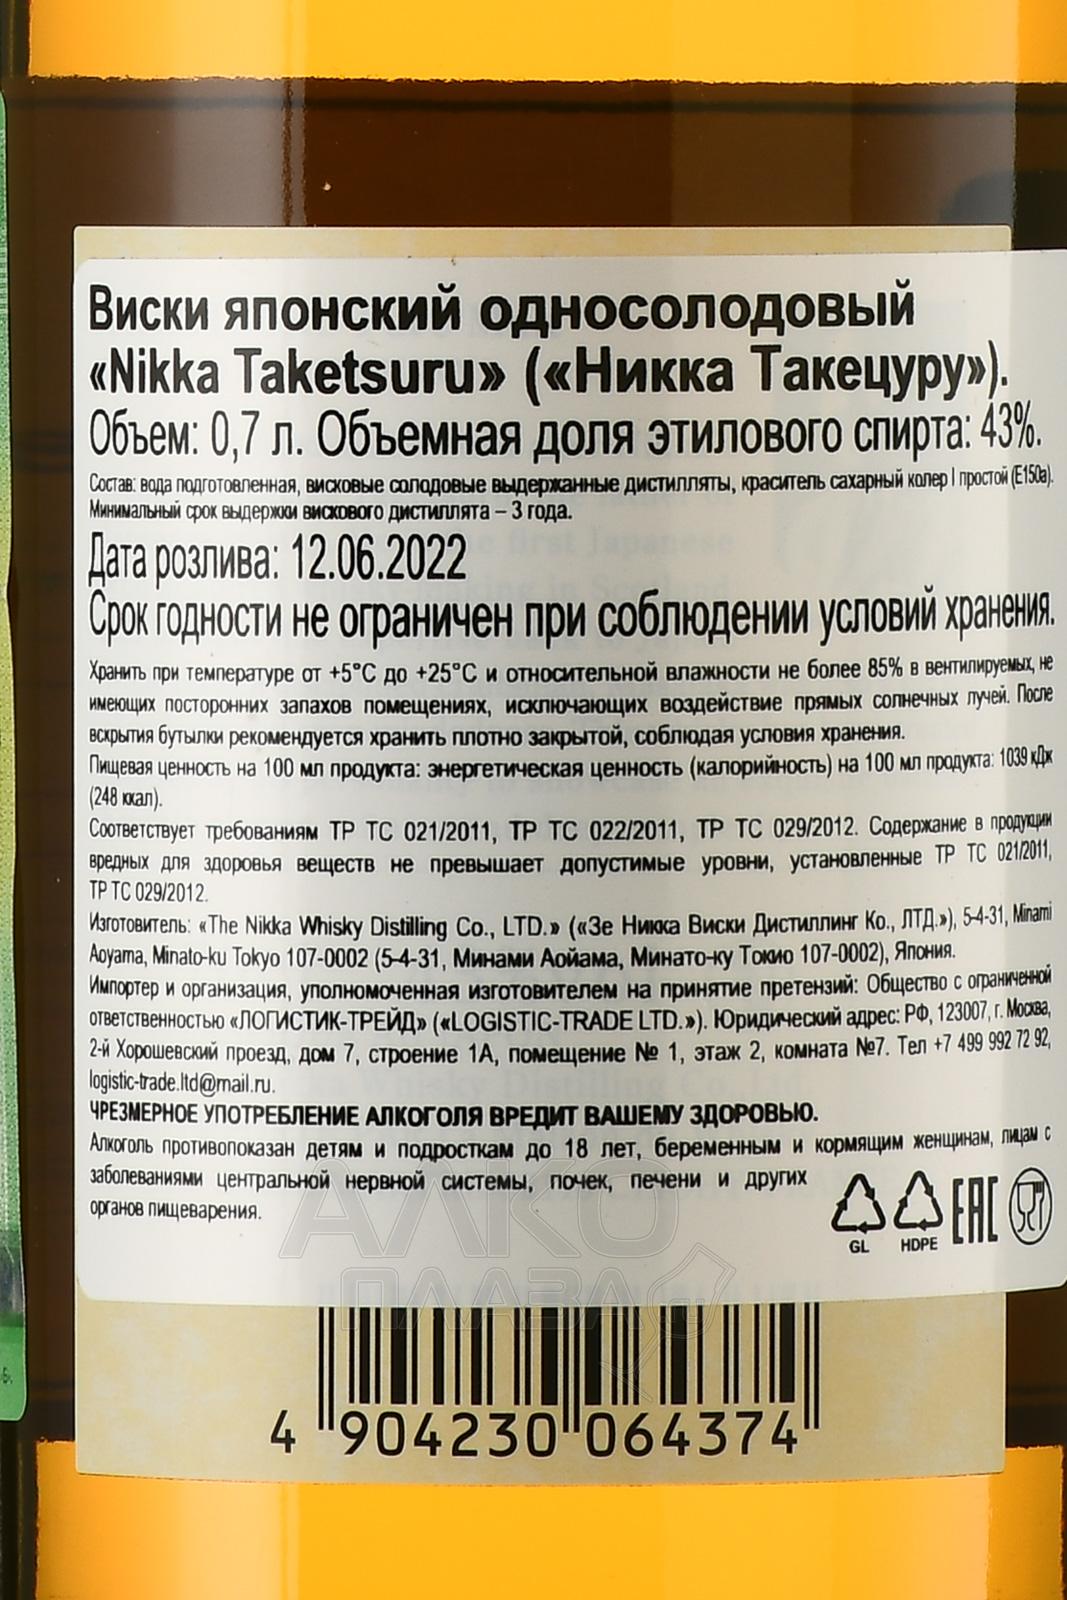 Виски японский односолодовый
«Nikka Taketsuru» («Никка Такецуру»).
Объем: 0,7 л. Объемная доля этилового спирта: 43%.
Состав: вода подготовленная, висковые солодовые выдержанные дистилляты, краситель сахарный колер I простой (E150a).
Минимальный срок выдержки вискового дистиллята – 3 года.
Дата розлива: 12.06.2022
Срок годности не ограничен при соблюдении условий хранения.
Хранить при температуре от +5°C до +25°C и относительной влажности не более 85% в вентилируемых, не
имеющих посторонних запахов помещениях, исключающих воздействие прямых солнечных лучей. После
вскрытия бутылки рекомендуется хранить плотно закрытой, соблюдая условия хранения.
Пищевая ценность на 100 мл продукта: энергетическая ценность (калорийность) на 100 мл продукта: 1039 кДж
(248 ккал).
Соответствует требованиям ТР ТС 021/2011, ТР ТС 022/2011, ТР ТС 029/2012. Содержание в продукции
вредных для здоровья веществ не превышает допустимые уровни, установленные ТР ТС 021/2011,
ТР ТС 029/2012.
Изготовитель: «The Nikka Whisky Distilling Co., LTD.» («Зе Никка Виски Дистиллинг Ко., ЛТД.»), 5-4-31, Minami
Aoyama, Minato-ku Tokyo 107-0002 (5-4-31, Минами Аойама, Минато-ку Токио 107-0002), Япония.
Импортер и организация, уполномоченная изготовителем на принятие претензий: Общество с ограниченной
ответственностью «ЛОГИСТИК-ТРЕЙД» («LOGISTIC-TRADE LTD.»). Юридический адрес: РФ, 123007, г. Москва,
2-й Хорошевский проезд, дом 7, строение 1А, помещение № 1, этаж 2, комната №7. Тел +7 499 992 72 92,
logistic-trade.ltd@mail.ru.
ЧРЕЗМЕРНОЕ УПОТРЕБЛЕНИЕ АЛКОГОЛЯ ВРЕДИТ ВАШЕМУ ЗДОРОВЬЮ.
Алкоголь противопоказан детям и подросткам до 18 лет, беременным и кормящим женщинам, лицам с
заболеваниями центральной нервной системы, почек, печени и других
органов пищеварения.
GL HDPE EAC
АЛКО
ПЛАЗА
ru
4 904230 064374